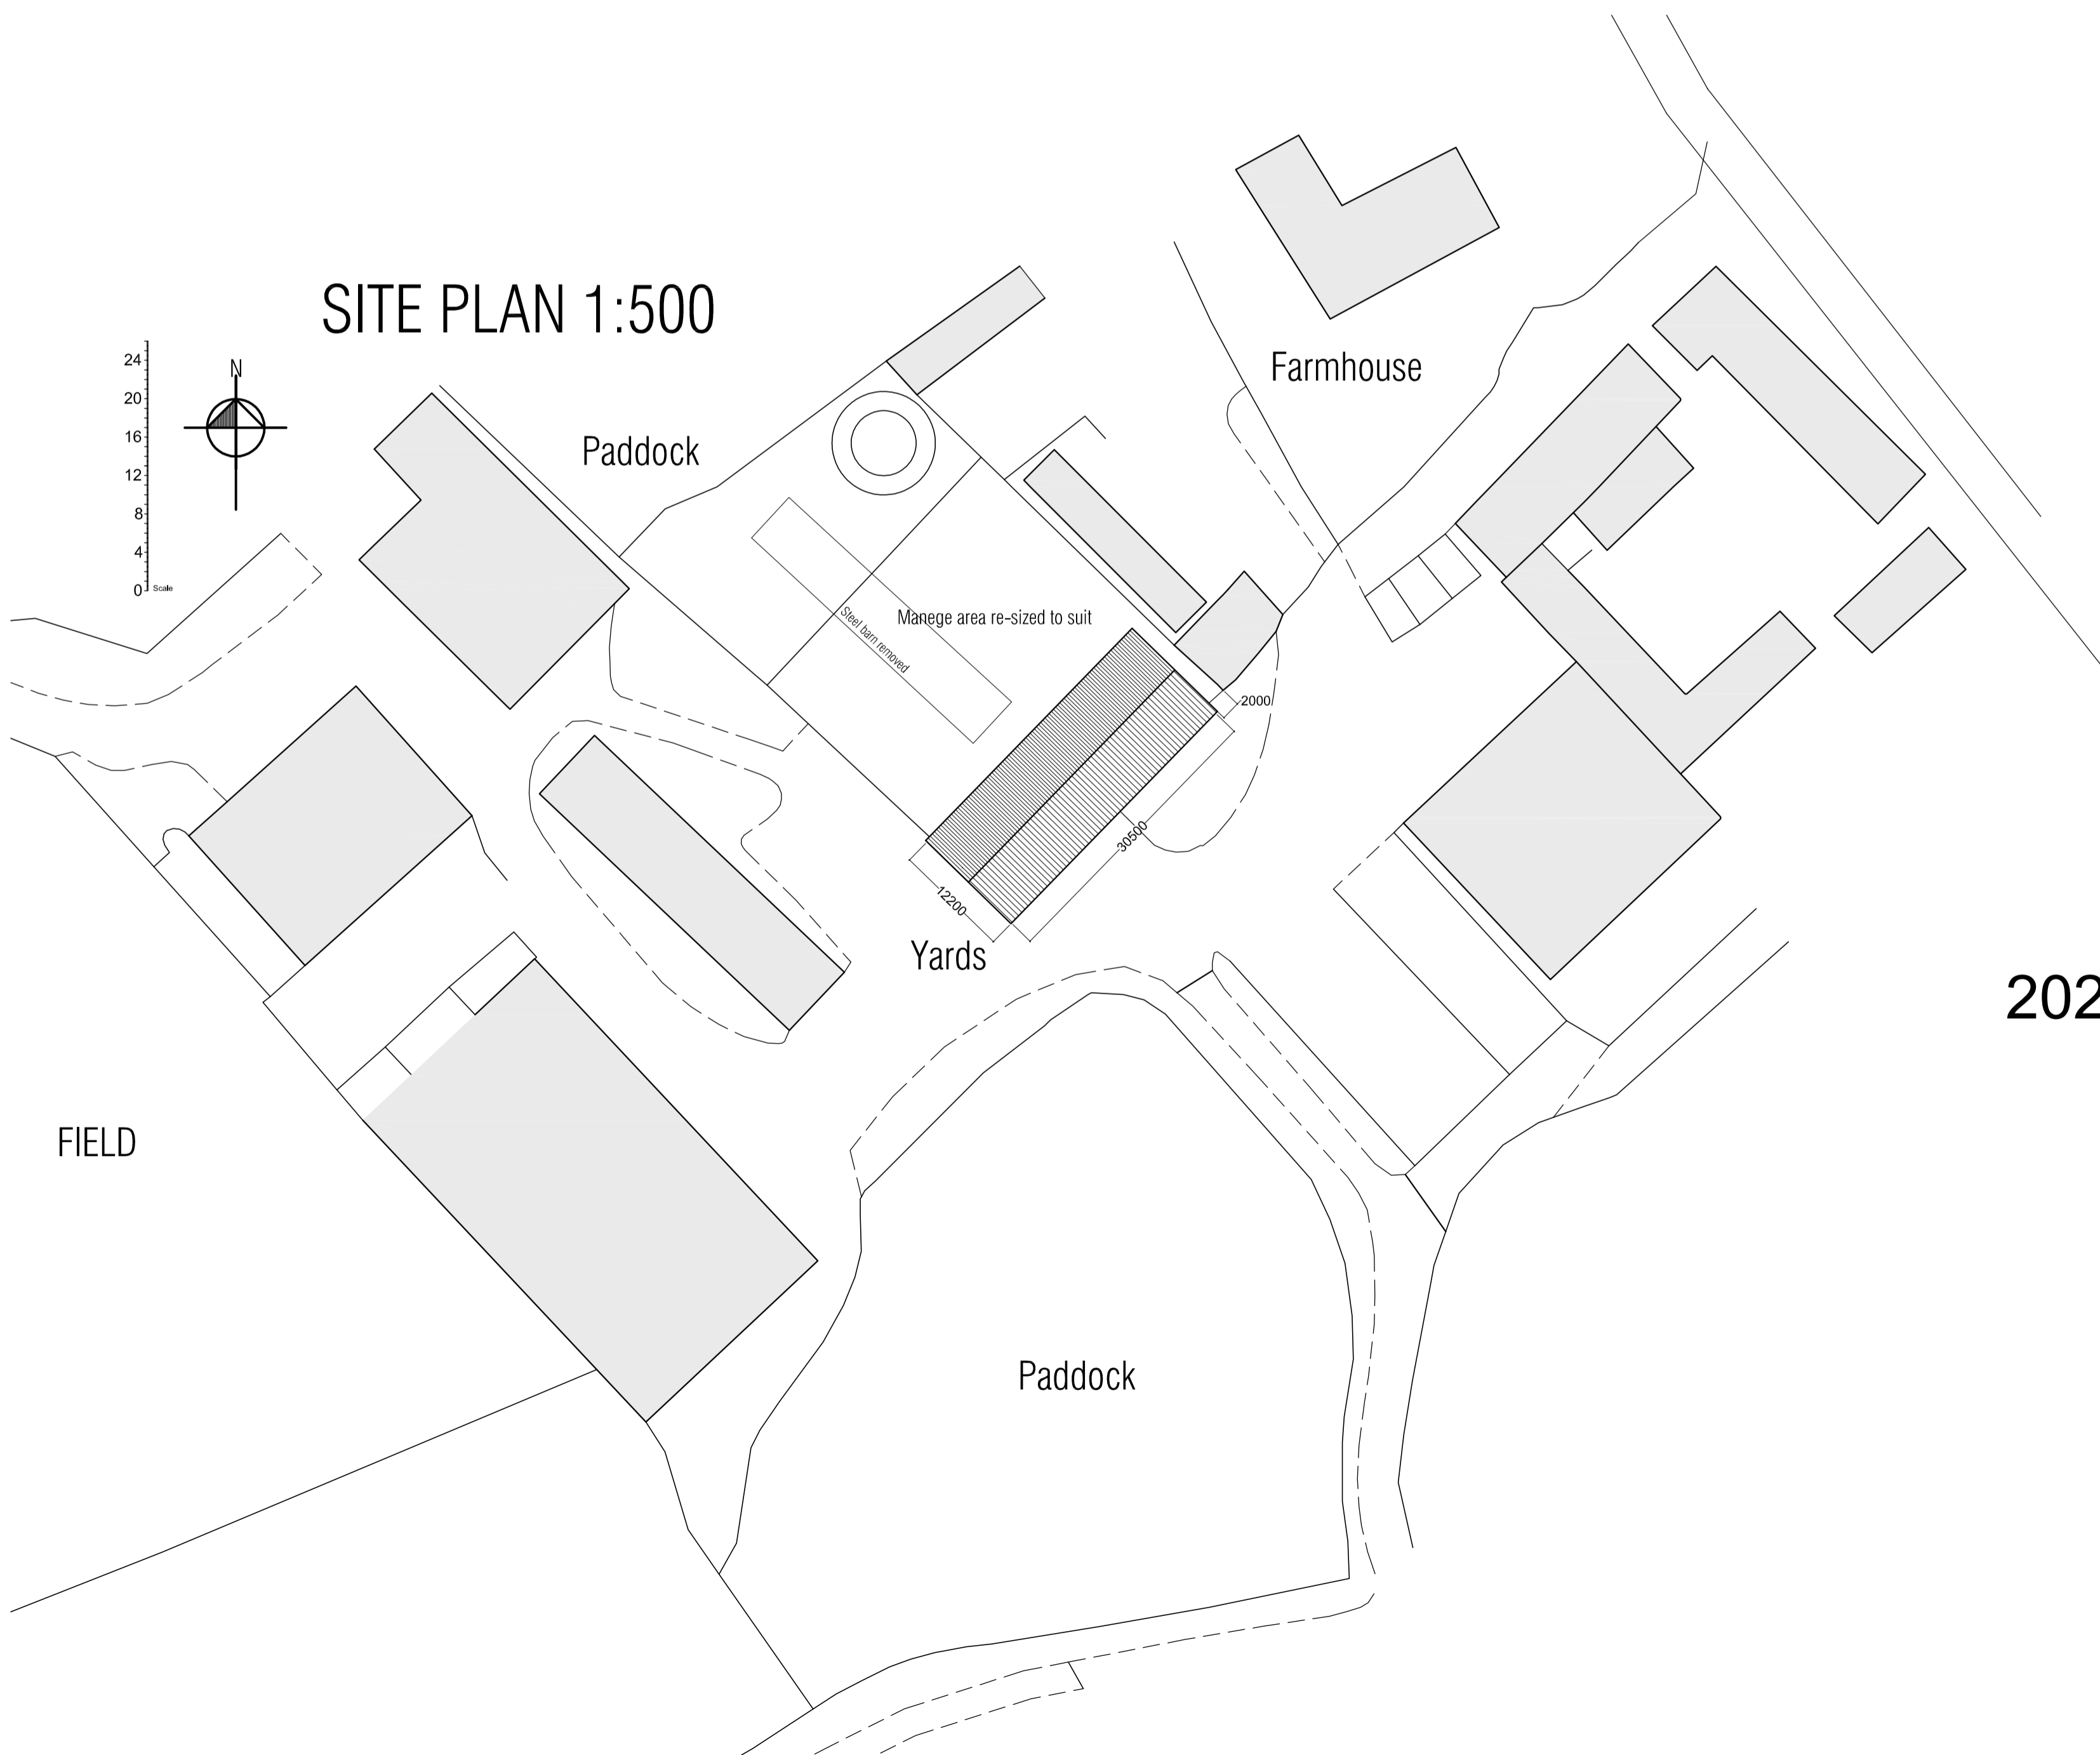 SITE PLAN 1:500
N
24
20
16
12
8
4
0
Scale
Paddock
Farmhouse
Manege area re-sized to suit
Steel barn removed
2000
30500
12200
Yards
202
FIELD
Paddock